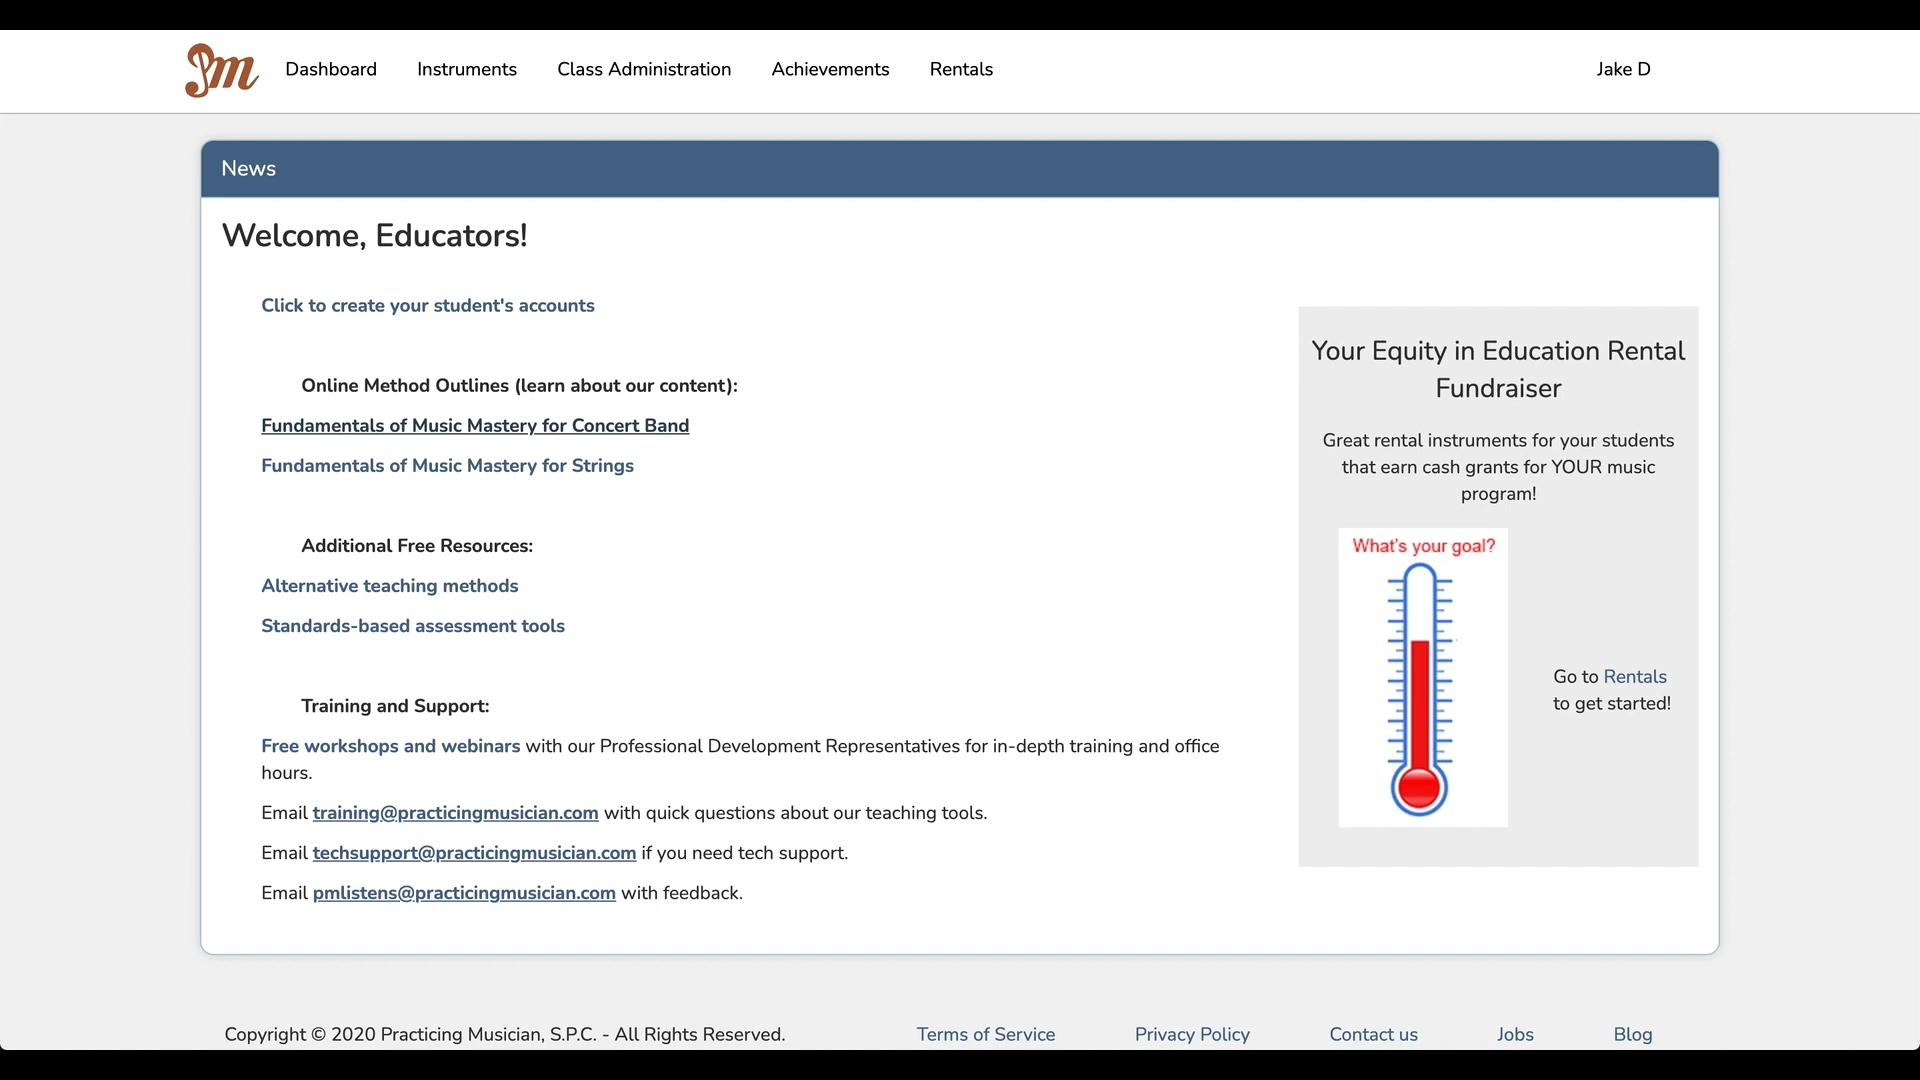 Pm Dashboard Instruments Class Administration Achievements Rentals Jake D
News
Welcome, Educators!
Click to create your student's accounts
Online Method Outlines (learn about our content):
Fundamentals of Music Mastery for Concert Band
Fundamentals of Music Mastery for Strings
Additional Free Resources:
Alternative teaching methods
Standards-based assessment tools
Training and Support:
Free workshops and webinars with our Professional Development Representatives for in-depth training and office
hours.
Email training@practicingmusician.com with quick questions about our teaching tools.
Email techsupport@practicingmusician.com if you need tech support.
Email pmlistens@practicingmusician.com with feedback.
Your Equity in Education Rental
Fundraiser
Great rental instruments for your students
that earn cash grants for YOUR music
program!
What's your goal?
Go to Rentals
to get started!
Copyright © 2020 Practicing Musician, S.P.C. - All Rights Reserved. Terms of Service Privacy Policy Contact us Jobs Blog